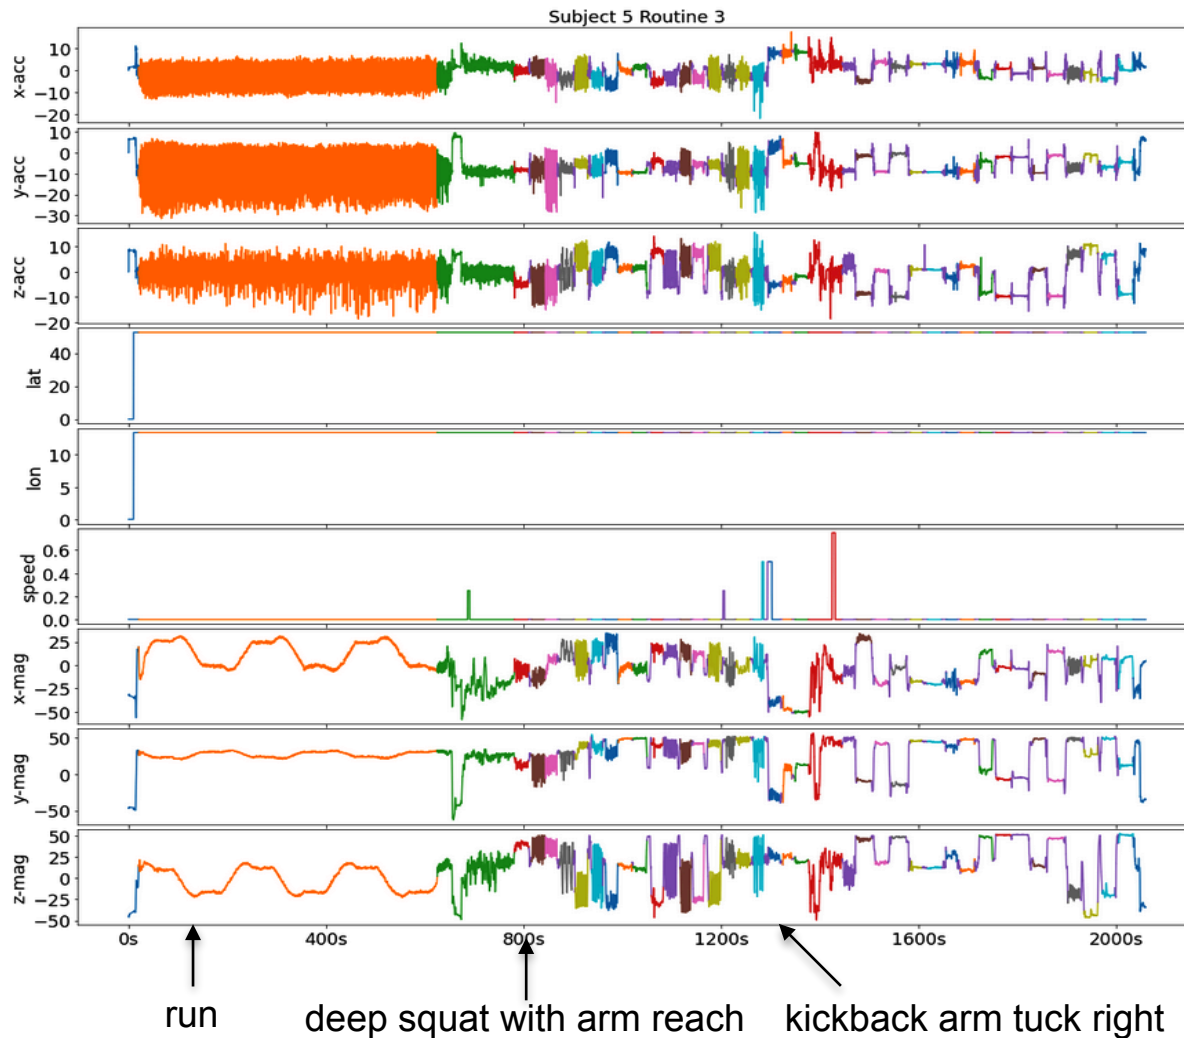 Subject 5 Routine 3
x-acc
10
0
−10
−20
y-acc
10
0
−10
−20
−30
z-acc
10
0
−10
−20
lat
40
20
0
lon
10
5
0
speed
0.6
0.4
0.2
0.0
x-mag
25
0
−25
−50
y-mag
50
0
−50
z-mag
50
25
0
−25
−50
0s 400s 800s 1200s 1600s 2000s
run deep squat with arm reach kickback arm tuck right